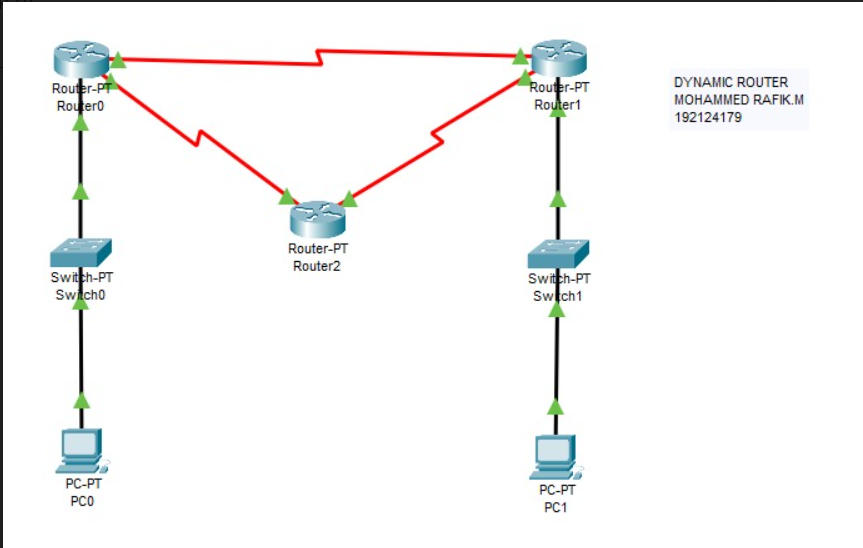 Router-PT
Router0
Router-PT
Router1
DYNAMIC ROUTER
MOHAMMED RAFIK.M
192124179
Router-PT
Router2
Switch-PT
Switch0
Switch-PT
Switch1
PC-PT
PC0
PC-PT
PC1